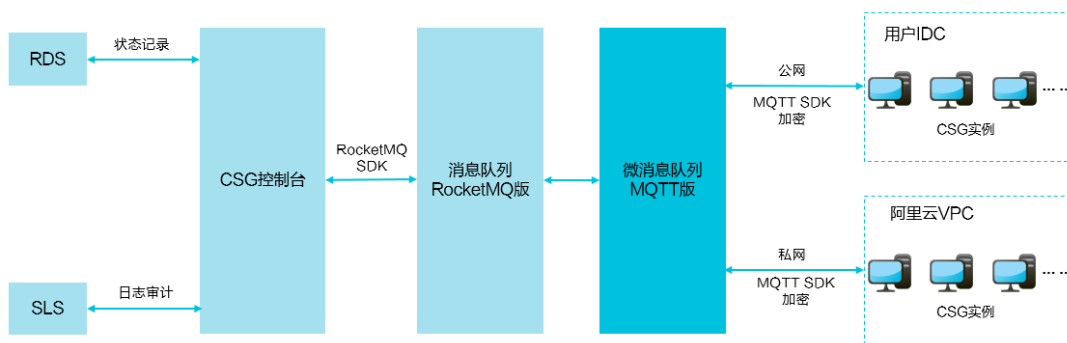 RDS
状态记录
SLS
日志审计
CSG控制台
RocketMQ
SDK
消息队列
RocketMQ版
微消息队列
MQTT版
公网
MQTT SDK
加密
私网
MQTT SDK
加密
用户IDC
... ...
CSG实例
阿里云VPC
... ...
CSG实例